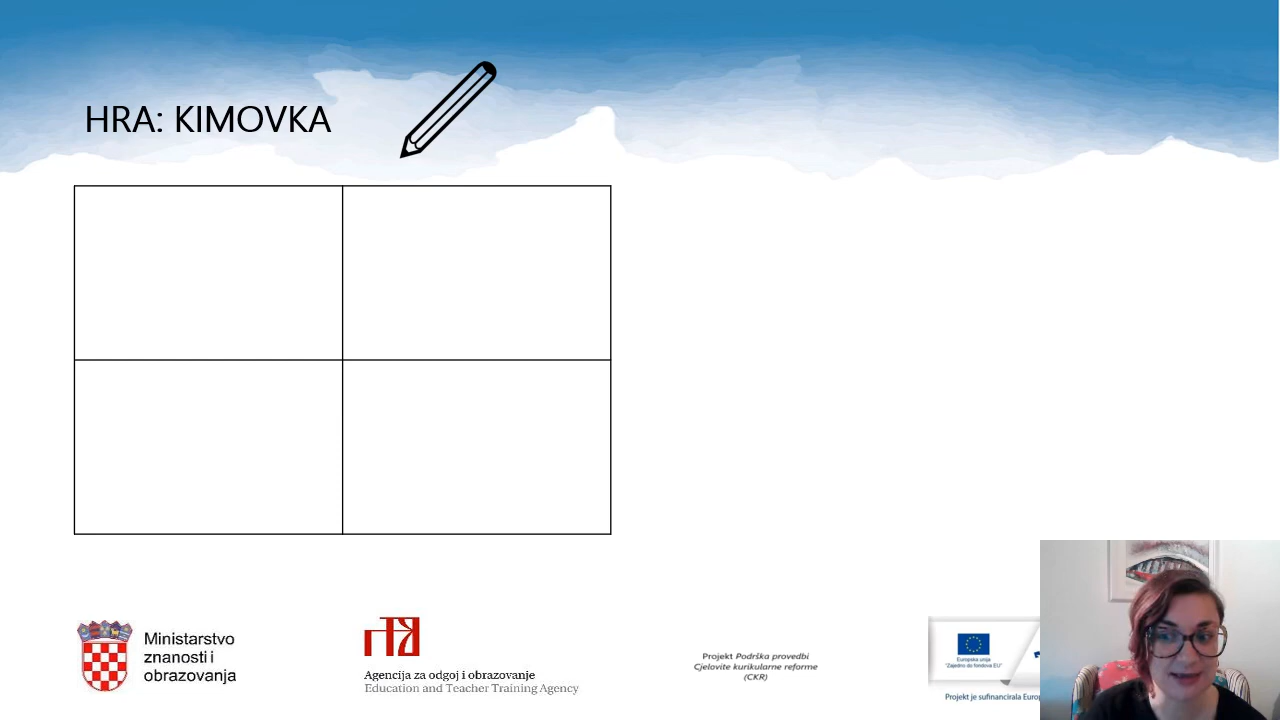 HRA: KIMOVKA
Ministarstvo
znanosti i
obrazovanja
Agencija za odgoj i obrazovanje
Education and Teacher Training Agency
Projekt Podrška provedbi
Cjelovite kurikularne reforme
(CKR)
Europska unija
"Zajedno do fondova EU"
Projekt je sufinancirala